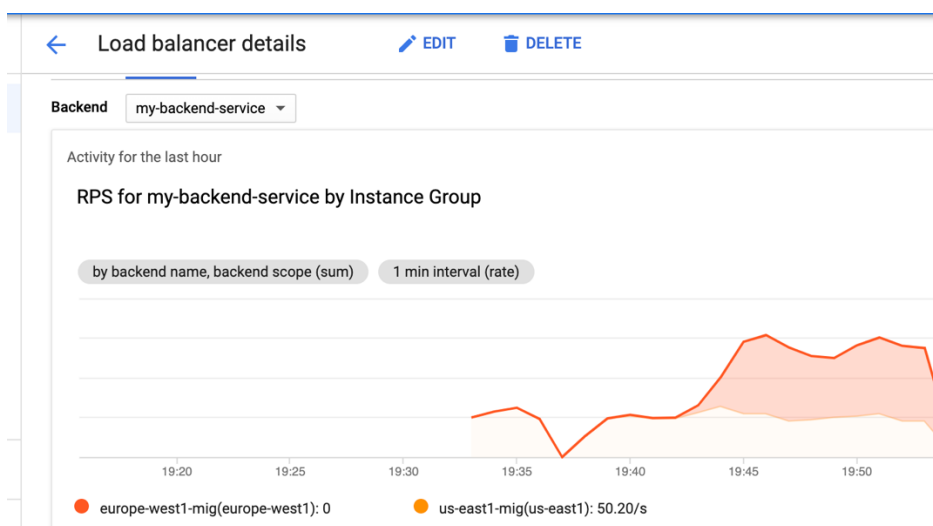 Load balancer details EDIT DELETE
Backend my-backend-service
Activity for the last hour
RPS for my-backend-service by Instance Group
by backend name, backend scope (sum) 1 min interval (rate)
19:20 19:25 19:30 19:35 19:40 19:45 19:50
europe-west1-mig(europe-west1): 0 us-east1-mig(us-east1): 50.20/s